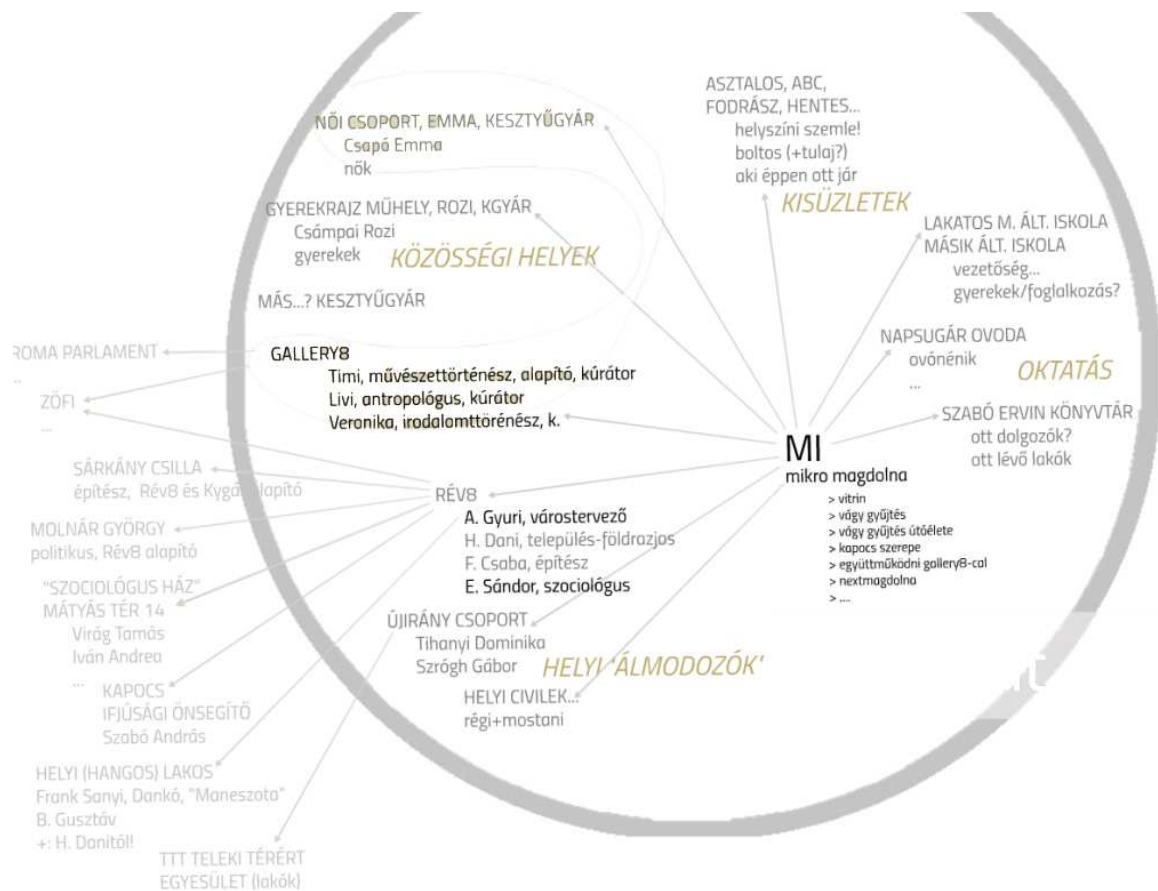 NŐI CSOPORT, EMMA, KESZTYŰGYÁR
Csapó Emma
nők
GYEREKRAJZ MŰHELY, ROZI, KGYÁR
Csámpai Rozi
gyerekek
KÖZÖSSÉGI HELYEK
MÁS...? KESZTYŰGYÁR
GALLERY8
Timi, művészettörténész, alapító, kúrátor
Livi, antropológus, kúrátor
Veronika, irodalomttörénész, k.
ASZTALOS, ABC,
FODRÁSZ, HENTES...
helyszíni szemle!
boltos (+tulaj?)
aki éppen ott jár
KISÜZLETEK
LAKATOS M. ÁLT. ISKOLA
MÁSIK ÁLT. ISKOLA
vezetőség...
gyerekek/foglalkozás?
NAPSUGÁR OVODA
ovónénik
...
OKTATÁS
SZABÓ ERVIN KÖNYVTÁR
ott dolgozók?
ott lévő lakók
MI
mikro magdolna
> vitrin
> vágy gyűjtés
> vágy gyűjtés útóélete
> kapocs szerepe
> együttműködni gallery8-cal
> nextmagdolna
> ....
ROMA PARLAMENT
...
ZÖFI
...
SÁRKÁNY CSILLA
építész, Rév8 és Kygár alapító
MOLNÁR GYÖRGY
politikus, Rév8 alapító
"SZOCIOLÓGUS HÁZ"
MÁTYÁS TÉR 14
Virág Tamás
Iván Andrea
...
KAPOCS
IFJÚSÁGI ÖNSEGÍTŐ
Szabó András
HELYI (HANGOS) LAKOS
Frank Sanyi, Dankó, "Maneszota"
B. Gusztáv
+: H. Danitól!
TTT TELEKI TÉRÉRT
EGYESÜLET (lakók)
RÉV8
A. Gyuri, várostervező
H. Dani, település-földrazjos
F. Csaba, építész
E. Sándor, szociológus
ÚJIRÁNY CSOPORT
Tihanyi Dominika
Szrógh Gábor
HELYI 'ÁLMODOZÓK'
HELYI CIVILEK...
régi+mostani